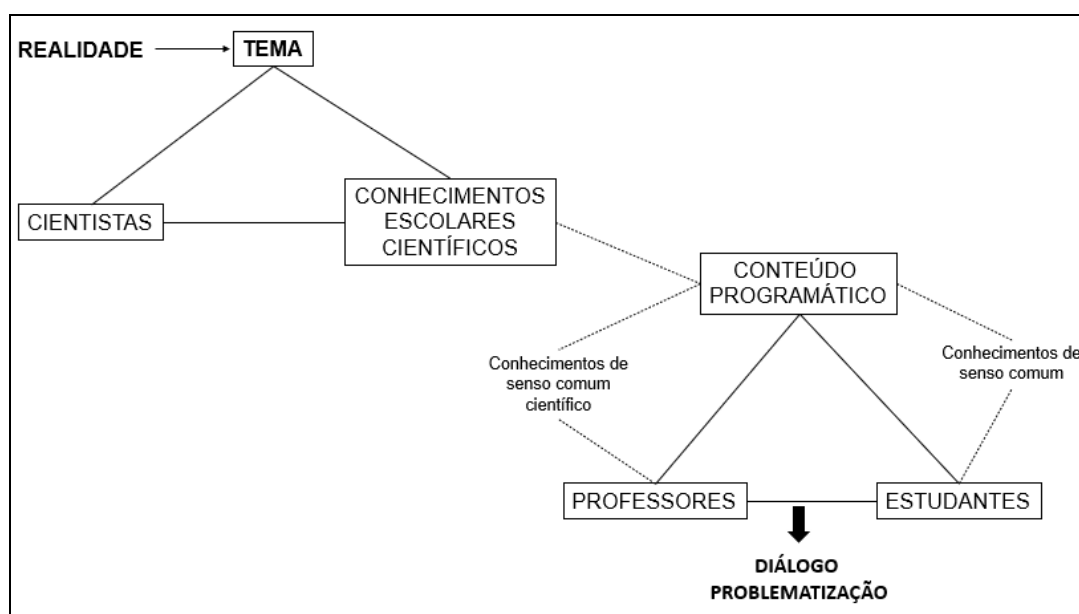 REALIDADE
TEMA
CIENTISTAS
CONHECIMENTOS
ESCOLARES
CIENTÍFICOS
CONTEÚDO
PROGRAMÁTICO
Conhecimentos de
senso comum
científico
Conhecimentos de
senso comum
PROFESSORES
ESTUDANTES
DIÁLOGO
PROBLEMATIZAÇÃO